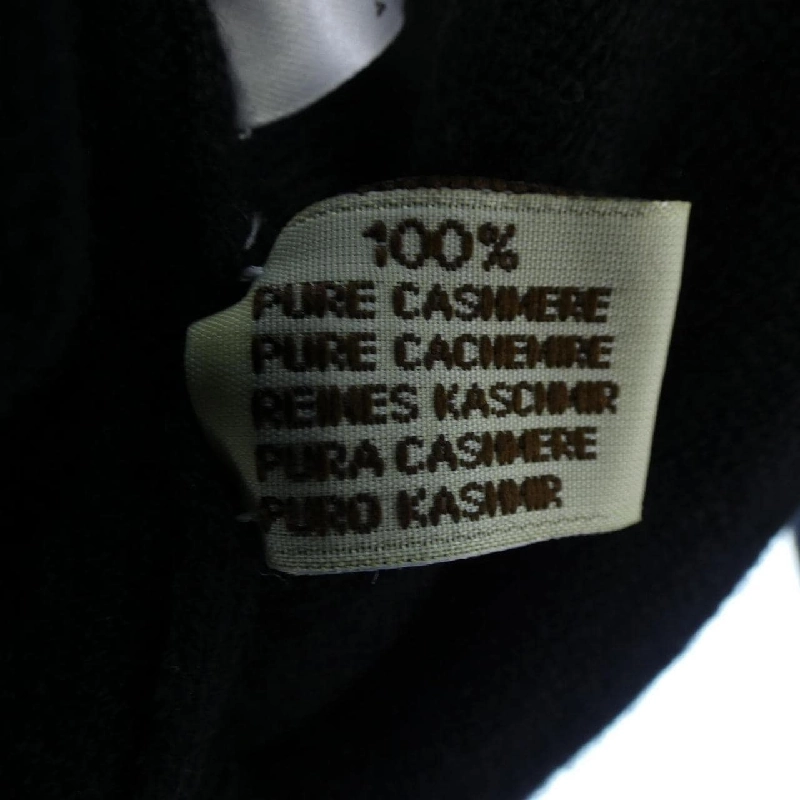 100%
PURE CASHMERE
PURE CACHEMIRE
REINES KASCHMIR
PURA CASHMERE
PURO KASHMIR